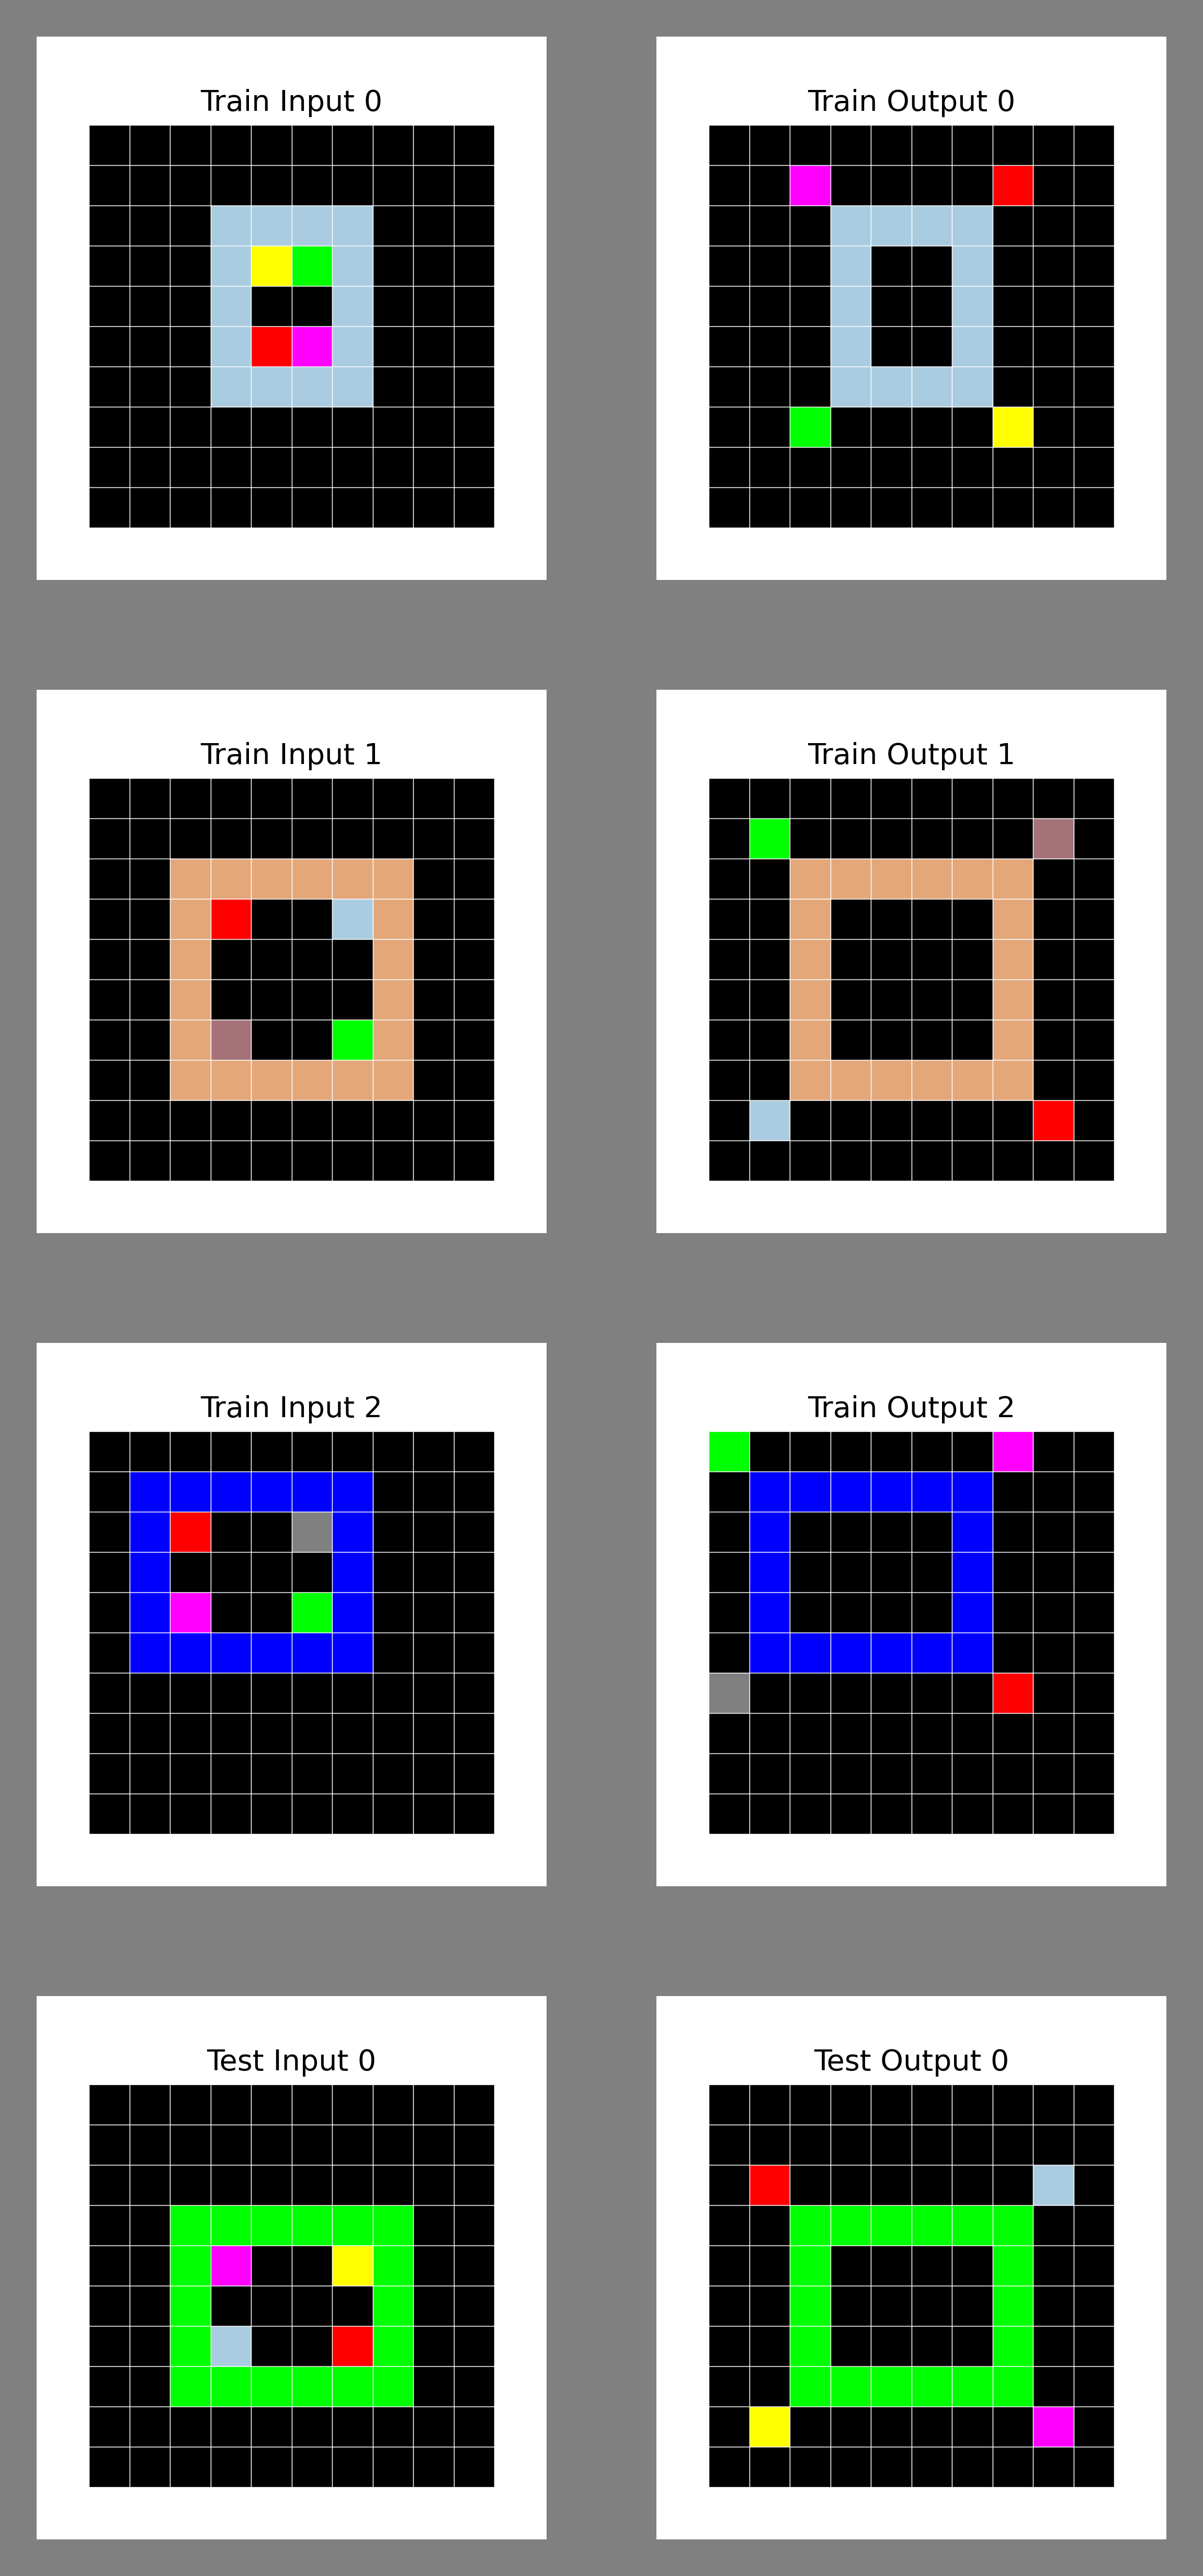 Train Input 0
Train Output 0
Train Input 1
Train Output 1
Train Input 2
Train Output 2
Test Input 0
Test Output 0